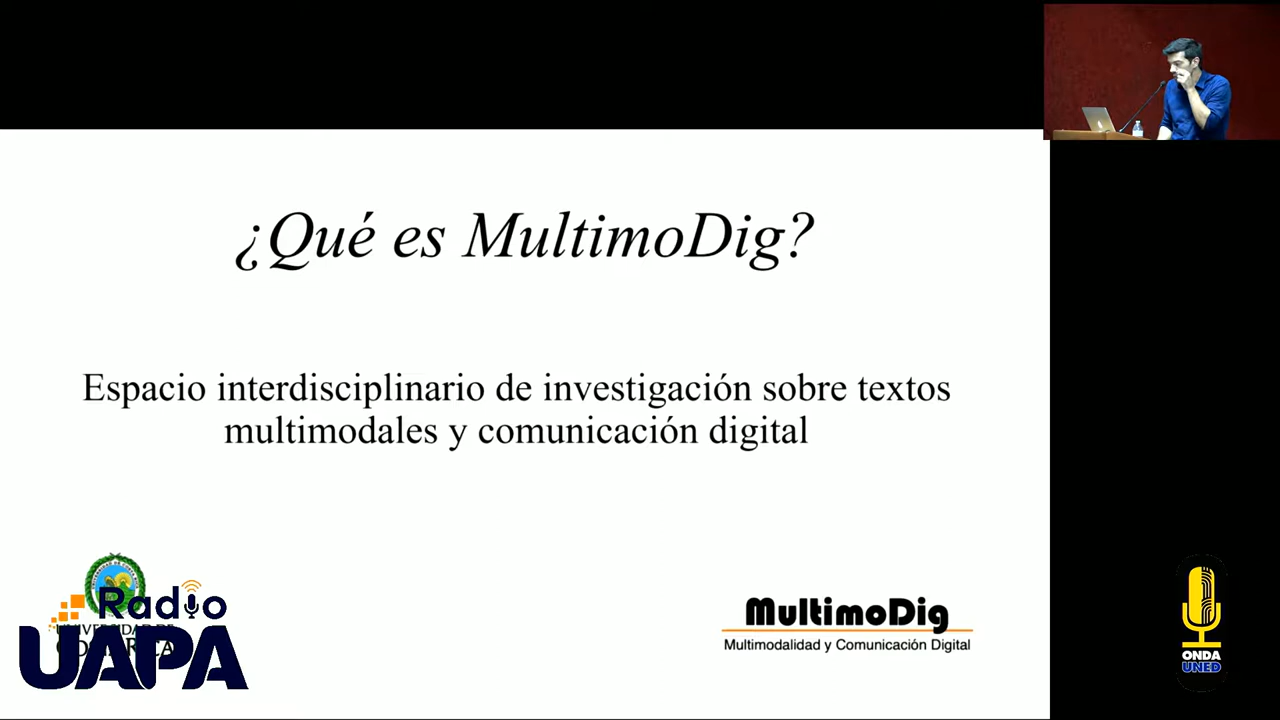 ¿Qué es MultimoDig?
Espacio interdisciplinario de investigación sobre textos
multimodales y comunicación digital
Radio
UAPA
MultimoDig
Multimodalidad y Comunicación Digital
ONDA
UNED